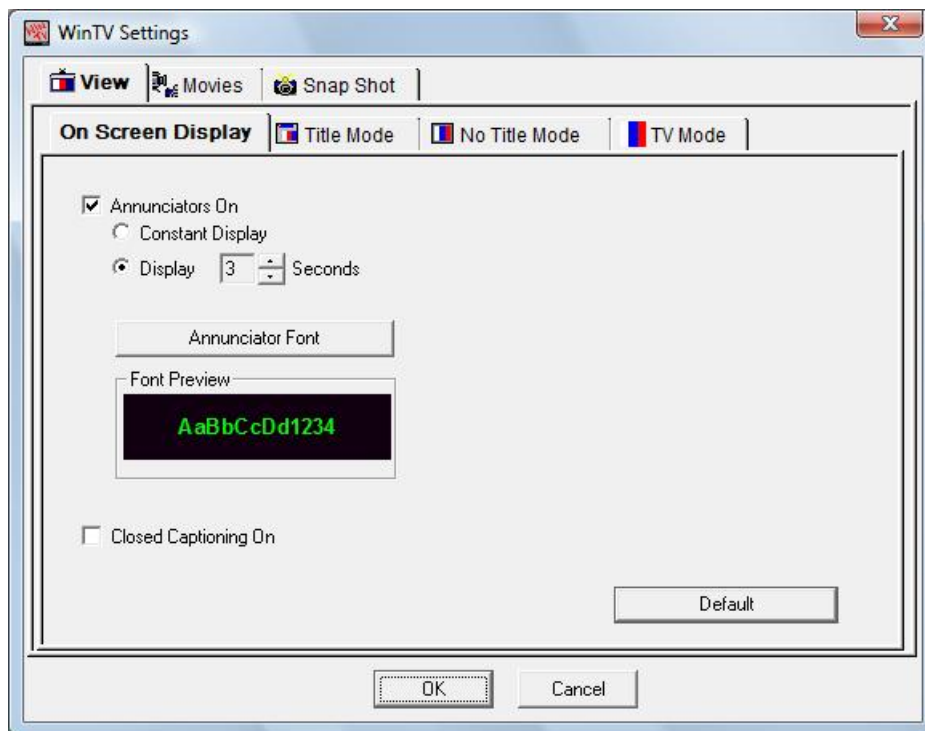 WinTV Settings
View Movies Snap Shot
On Screen Display Title Mode No Title Mode TV Mode
Annunciators On
Constant Display
Display 3 Seconds
Annunciator Font
Font Preview
AaBbCcDd1234
Closed Captioning On
Default
OK Cancel